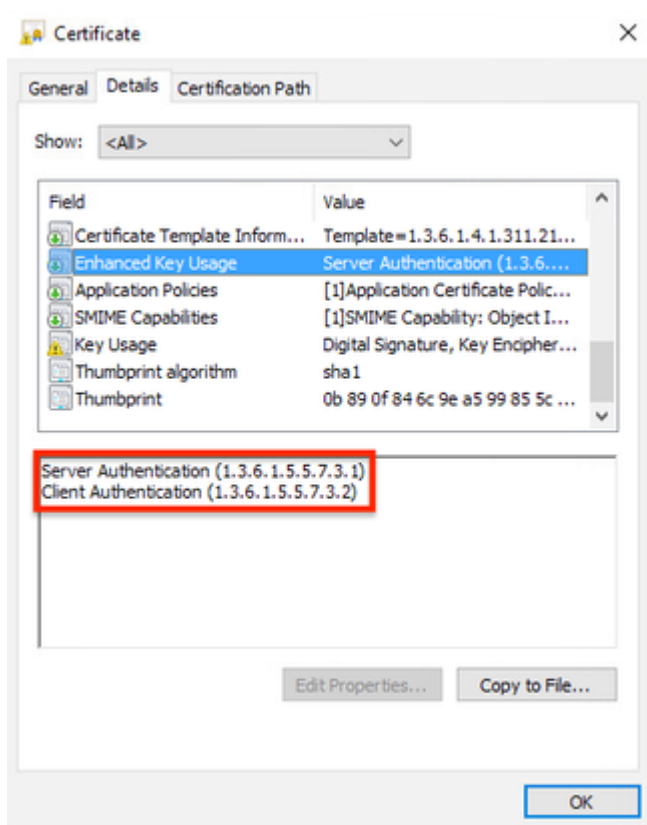 Certificate
General Details Certification Path
Show: <All>
Field Value
Certificate Template Inform... Template=1.3.6.1.4.1.311.21...
Enhanced Key Usage Server Authentication (1.3.6....
Application Policies [1]Application Certificate Polic...
SMIME Capabilities [1]SMIME Capability: Object I...
Key Usage Digital Signature, Key Encipher...
Thumbprint algorithm sha1
Thumbprint 0b 89 0f 84 6c 9e a5 99 85 5c ...
Server Authentication (1.3.6.1.5.5.7.3.1)
Client Authentication (1.3.6.1.5.5.7.3.2)
Edit Properties... Copy to File...
OK